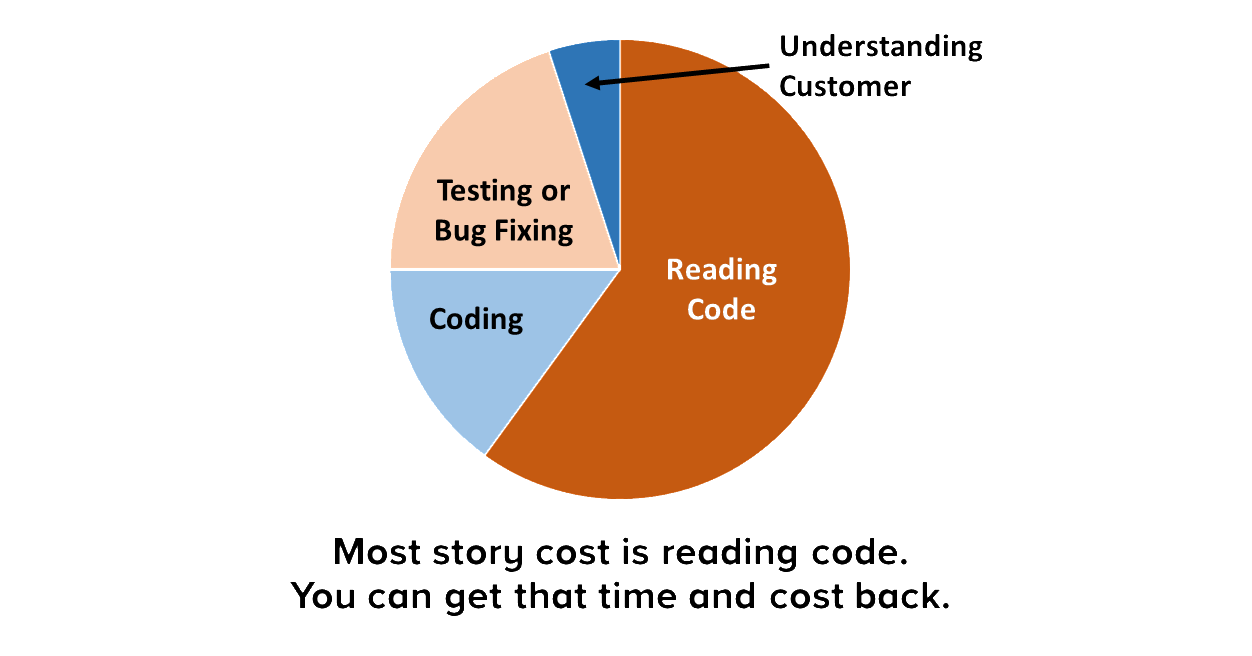 Understanding
Customer
Testing or
Bug Fixing
Reading
Code
Coding
Most story cost is reading code.
You can get that time and cost back.